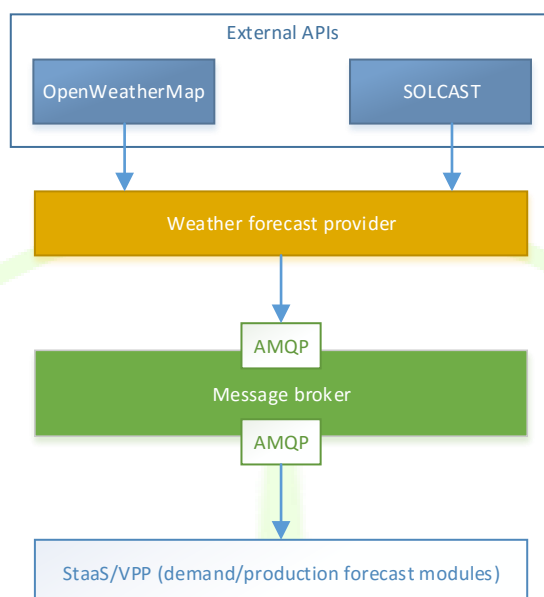 External APIs
OpenWeatherMap
SOLCAST
Weather forecast provider
AMQP
Message broker
AMQP
StaaS/VPP (demand/production forecast modules)